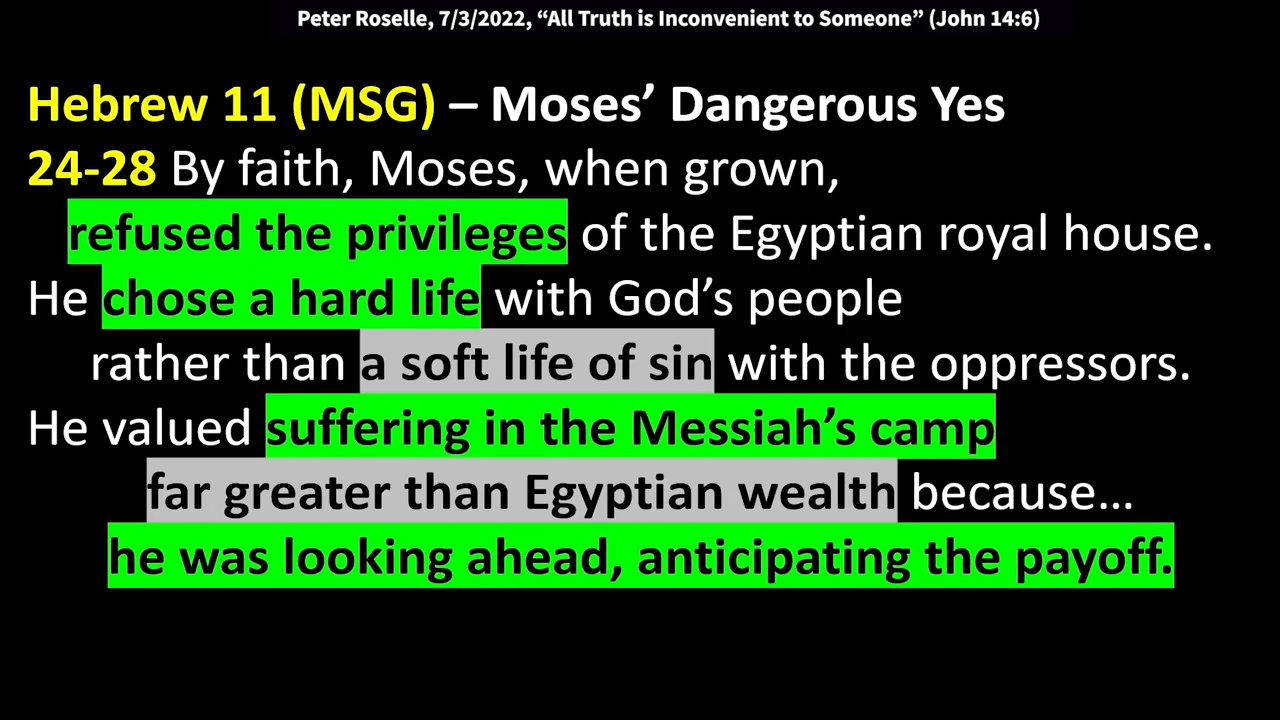 Peter Roselle, 7/3/2022, “All Truth is Inconvenient to Someone” (John 14:6)
Hebrew 11 (MSG) – Moses’ Dangerous Yes
24-28 By faith, Moses, when grown,
refused the privileges of the Egyptian royal house.
He chose a hard life with God’s people
rather than a soft life of sin with the oppressors.
He valued suffering in the Messiah’s camp
far greater than Egyptian wealth because…
he was looking ahead, anticipating the payoff.